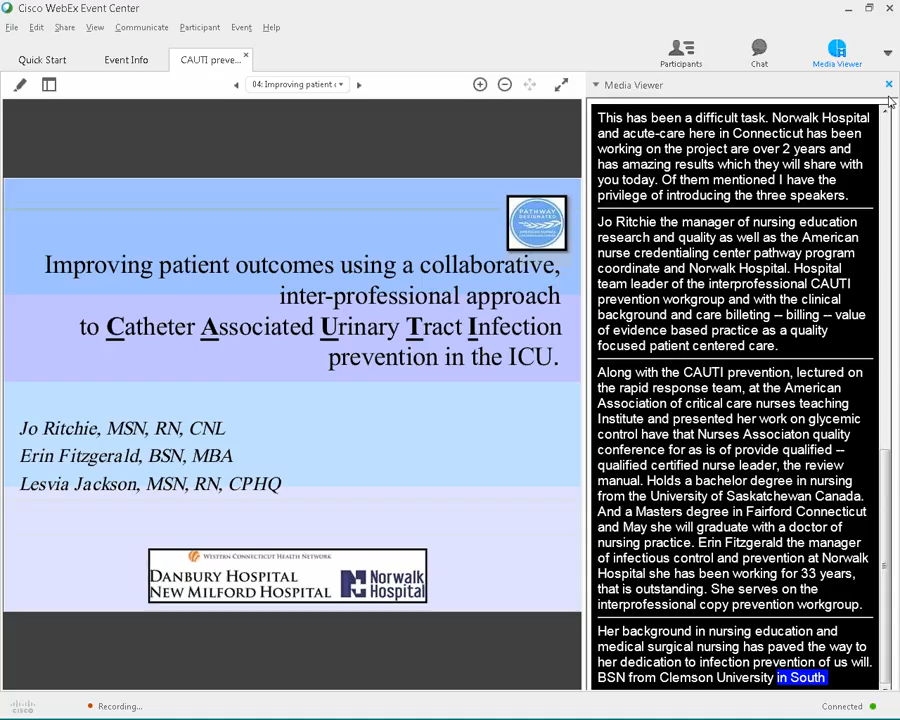 Cisco WebEx Event Center
File Edit Share View Communicate Participant Event Help
Quick Start Event Info CAUTI preve...
Participants Chat Media Viewer
04: Improving patient c
Media Viewer
PATHWAY
DESIGNATED
Improving patient outcomes using a collaborative,
inter-professional approach
to Catheter Associated Urinary Tract Infection
prevention in the ICU.
Jo Ritchie, MSN, RN, CNL
Erin Fitzgerald, BSN, MBA
Lesvia Jackson, MSN, RN, CPHQ
WESTERN CONNECTICUT HEALTH NETWORK
DANBURY HOSPITAL
NEW MILFORD HOSPITAL
Norwalk
Hospital
This has been a difficult task. Norwalk Hospital
and acute-care here in Connecticut has been
working on the project are over 2 years and
has amazing results which they will share with
you today. Of them mentioned I have the
privilege of introducing the three speakers.
Jo Ritchie the manager of nursing education
research and quality as well as the American
nurse credentialing center pathway program
coordinate and Norwalk Hospital. Hospital
team leader of the interprofessional CAUTI
prevention workgroup and with the clinical
background and care billeting -- billing -- value
of evidence based practice as a quality
focused patient centered care.
Along with the CAUTI prevention, lectured on
the rapid response team, at the American
Association of critical care nurses teaching
Institute and presented her work on glycemic
control have that Nurses Associaton quality
conference for as is of provide qualified --
qualified certified nurse leader, the review
manual. Holds a bachelor degree in nursing
from the University of Saskatchewan Canada.
And a Masters degree in Fairford Connecticut
and May she will graduate with a doctor of
nursing practice. Erin Fitzgerald the manager
of infectious control and prevention at Norwalk
Hospital she has been working for 33 years,
that is outstanding. She serves on the
interprofessional copy prevention workgroup.
Her background in nursing education and
medical surgical nursing has paved the way to
her dedication to infection prevention of us will.
BSN from Clemson University in South
cisco Recording... Connected